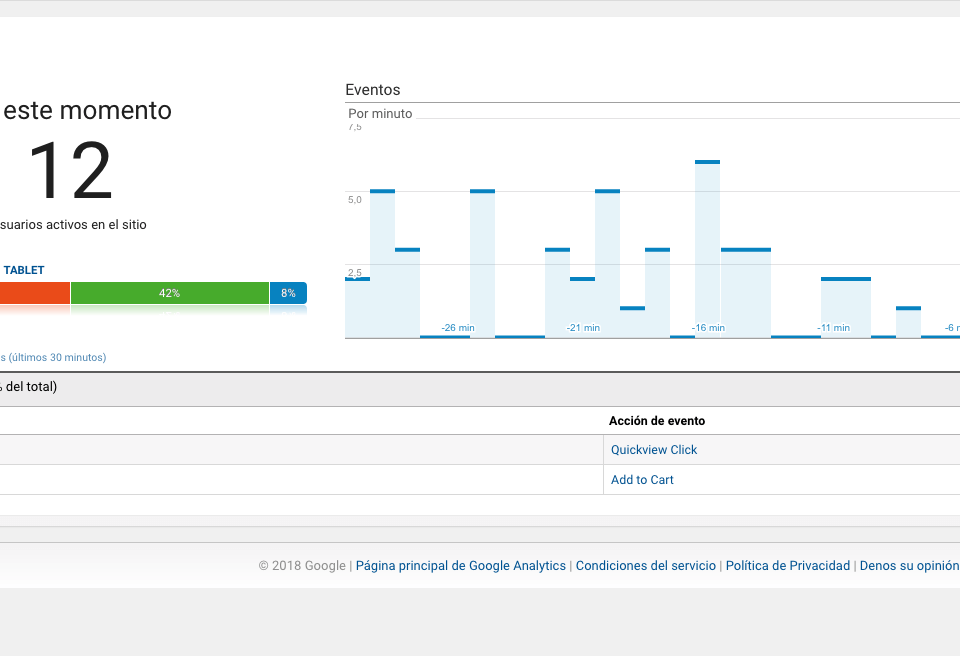 este momento
12
suarios activos en el sitio
TABLET
42%
8%
s (últimos 30 minutos)
Eventos
Por minuto
7,5
5,0
2,5
-26 min
-21 min
-16 min
-11 min
-6 m
% del total)
Acción de evento
Quickview Click
Add to Cart
© 2018 Google | Página principal de Google Analytics | Condiciones del servicio | Política de Privacidad | Denos su opinión